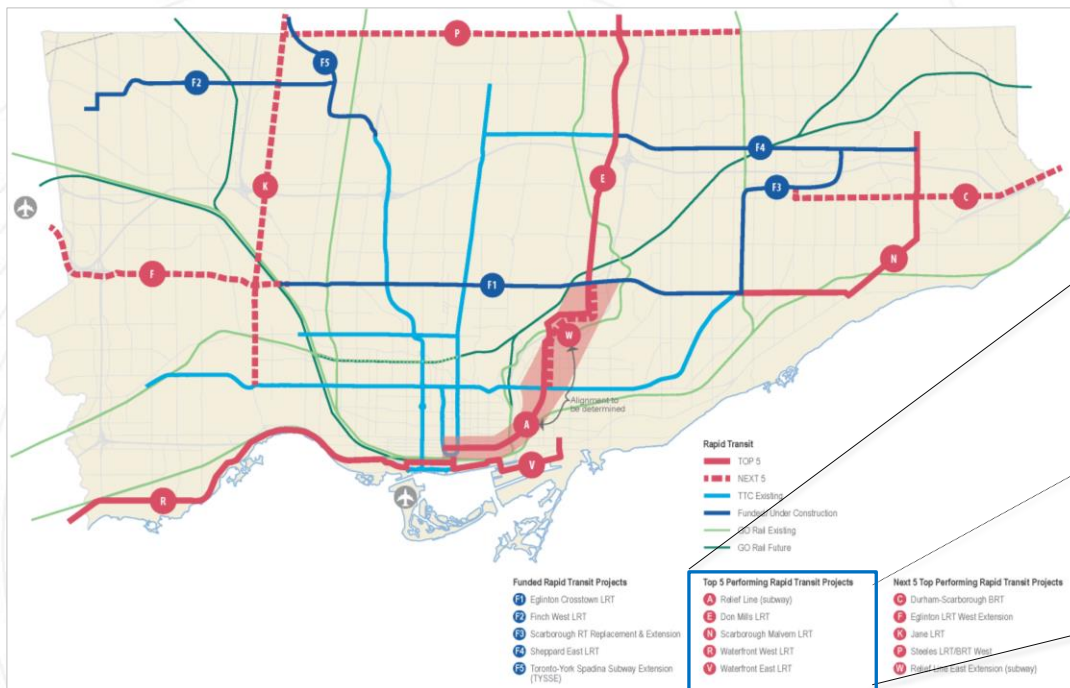 P
F5
F2
F4
E
K
F3
C
N
F
F1
W
Alignment to
be determined
A
V
R
Rapid Transit
TOP 5
NEXT 5
TTC Existing
Funded, Under Construction
GO Rail Existing
GO Rail Future
Funded Rapid Transit Projects
F1 Eglinton Crosstown LRT
F2 Finch West LRT
F3 Scarborough RT Replacement & Extension
F4 Sheppard East LRT
F5 Toronto-York Spadina Subway Extension
(TYSSE)
Top 5 Performing Rapid Transit Projects
A Relief Line (subway)
E Don Mills LRT
N Scarborough Malvern LRT
R Waterfront West LRT
V Waterfront East LRT
Next 5 Top Performing Rapid Transit Projects
C Durham-Scarborough BRT
F Eglinton LRT West Extension
K Jane LRT
P Steeles LRT/BRT West
W Relief Line East Extension (subway)